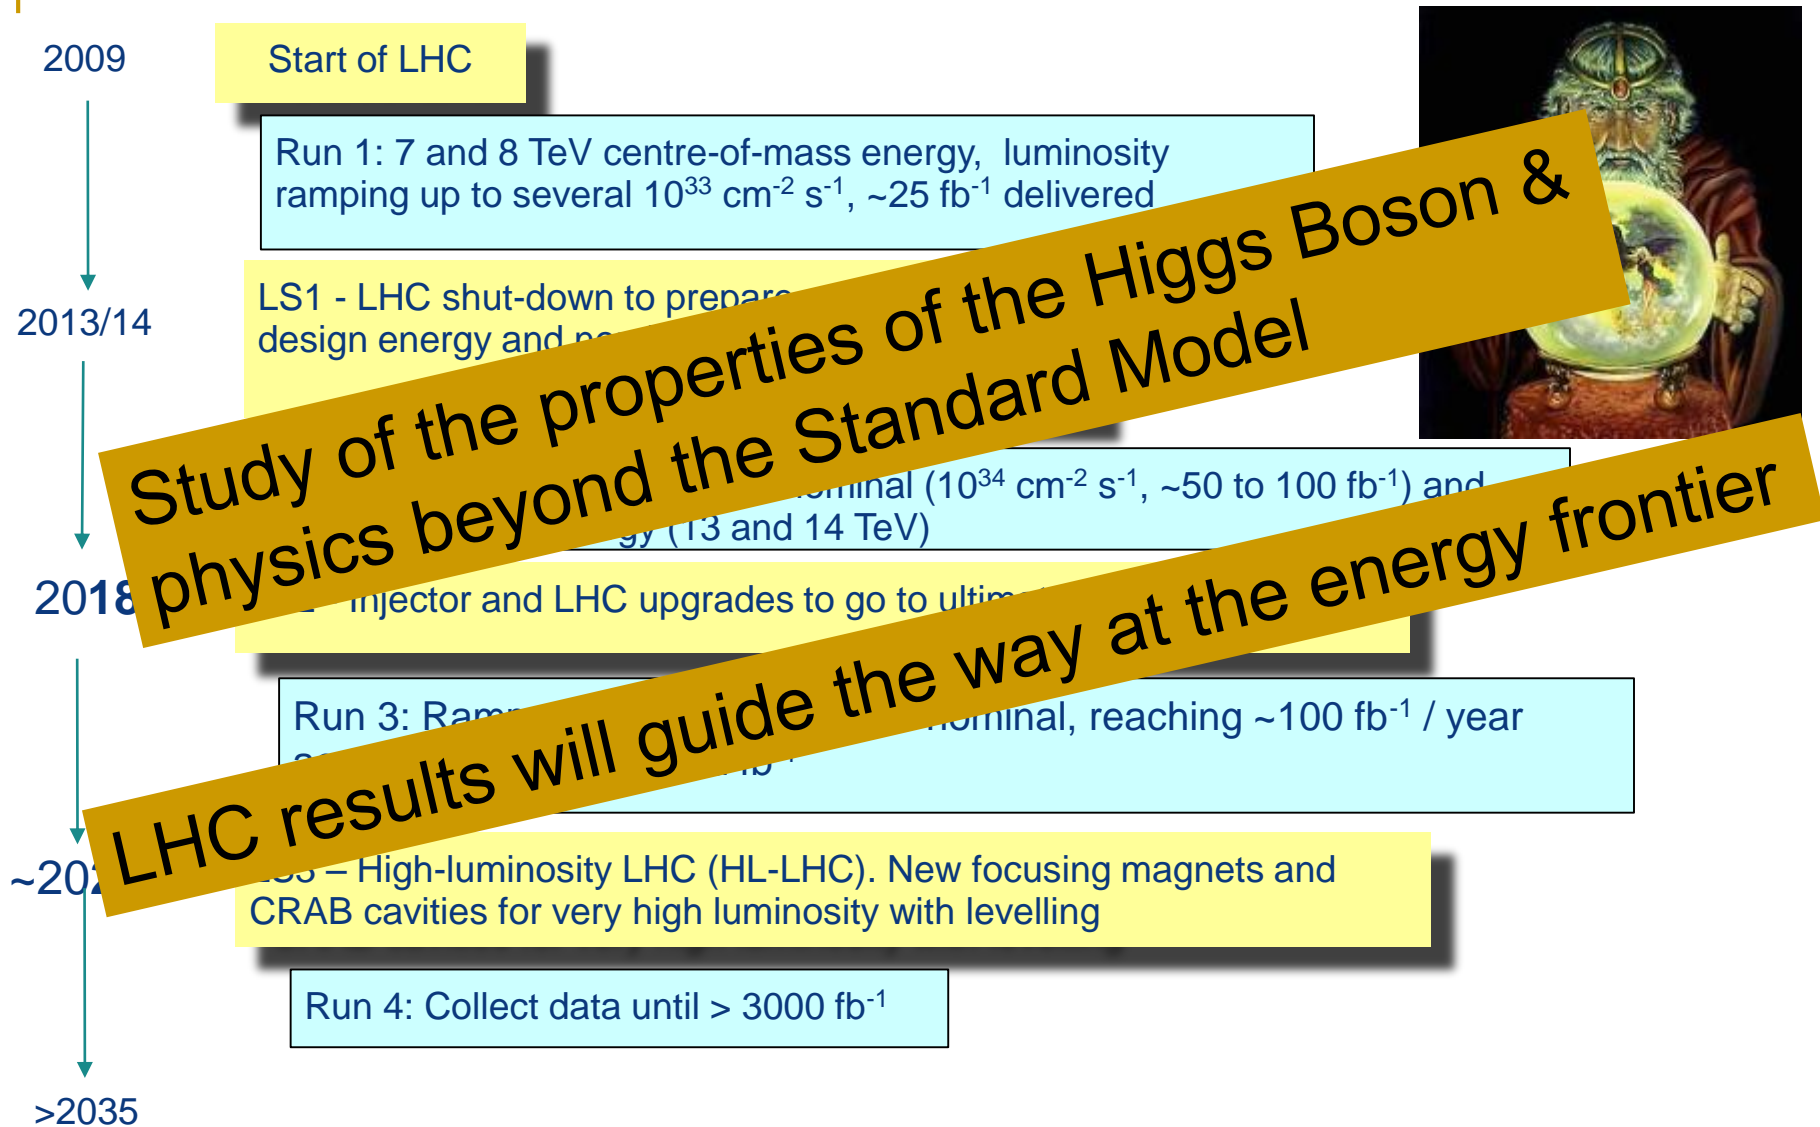 2009
Start of LHC
Run 1: 7 and 8 TeV centre-of-mass energy, luminosity
ramping up to several 10³³ cm⁻² s⁻¹, ~25 fb⁻¹ delivered
LS1 - LHC shut-down to prepare
design energy and
2013/14
Study of the properties of the Higgs Boson &
physics beyond the Standard Model
(10³⁴ cm⁻² s⁻¹, ~50 to 100 fb⁻¹) and
(13 and 14 TeV)
2018
Injector and LHC upgrades to go to
LHC results will guide the way at the energy frontier
Run 3:
nominal, reaching ~100 fb⁻¹ / year
– High-luminosity LHC (HL-LHC). New focusing magnets and
CRAB cavities for very high luminosity with levelling
Run 4: Collect data until > 3000 fb⁻¹
>2035